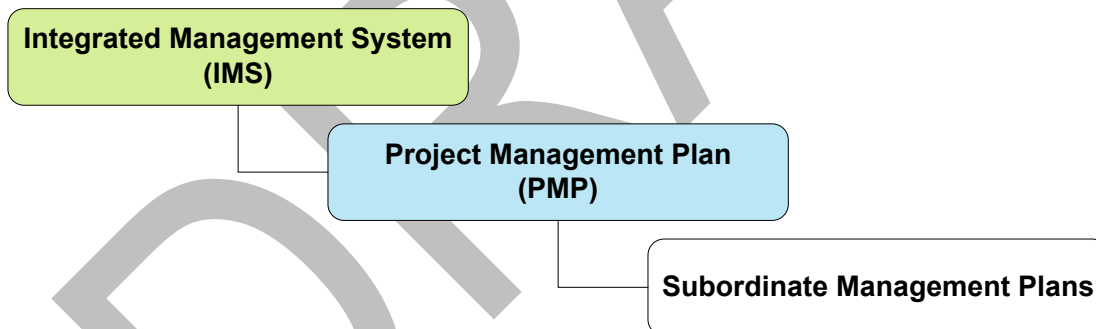 Integrated Management System
(IMS)
Project Management Plan
(PMP)
Subordinate Management Plans